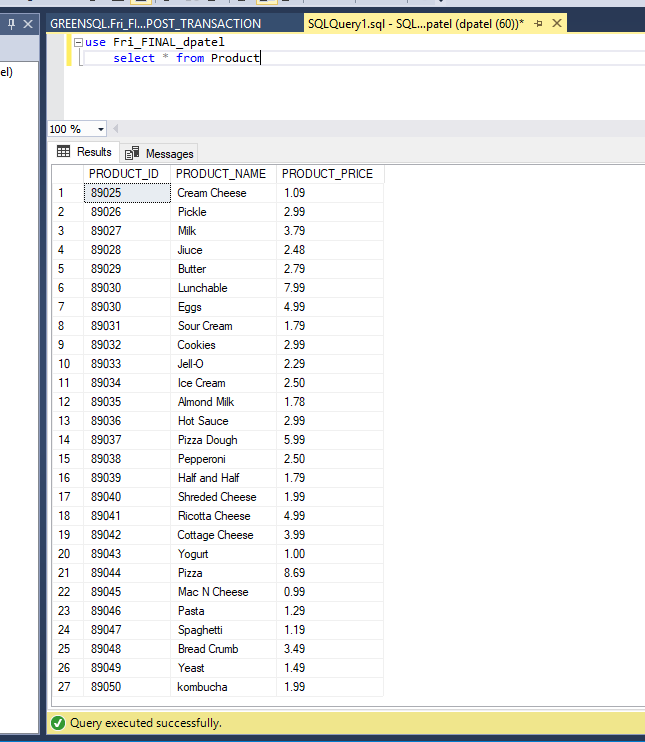 GREENSQL.Fri_FI...POST_TRANSACTION SQLQuery1.sql - SQL...patel (dpatel (60))*
el)
use Fri_FINAL_dpatel
select * from Product
100 %
Results Messages
PRODUCT_ID PRODUCT_NAME PRODUCT_PRICE
1 89025 Cream Cheese 1.09
2 89026 Pickle 2.99
3 89027 Milk 3.79
4 89028 Jiuce 2.48
5 89029 Butter 2.79
6 89030 Lunchable 7.99
7 89030 Eggs 4.99
8 89031 Sour Cream 1.79
9 89032 Cookies 2.99
10 89033 Jell-O 2.29
11 89034 Ice Cream 2.50
12 89035 Almond Milk 1.78
13 89036 Hot Sauce 2.99
14 89037 Pizza Dough 5.99
15 89038 Pepperoni 2.50
16 89039 Half and Half 1.79
17 89040 Shreded Cheese 1.99
18 89041 Ricotta Cheese 4.99
19 89042 Cottage Cheese 3.99
20 89043 Yogurt 1.00
21 89044 Pizza 8.69
22 89045 Mac N Cheese 0.99
23 89046 Pasta 1.29
24 89047 Spaghetti 1.19
25 89048 Bread Crumb 3.49
26 89049 Yeast 1.49
27 89050 kombucha 1.99
Query executed successfully.